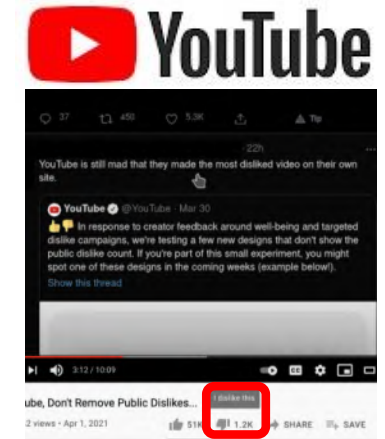 YouTube
37 450 5.3K Tip
22h
YouTube is still mad that they made the most disliked video on their own
site.
YouTube @YouTube · Mar 30
👍👎 In response to creator feedback around well-being and targeted
dislike campaigns, we're testing a few new designs that don't show the
public dislike count. If you're part of this small experiment, you might
spot one of these designs in the coming weeks (example below!).
Show this thread
3:12 / 10:09
I dislike this
ube, Don't Remove Public Dislikes...
2 views • Apr 1, 2021 51K 1.2K SHARE SAVE